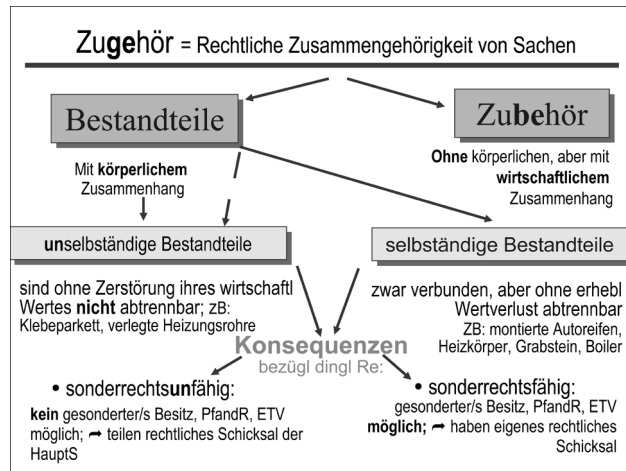 Zugehör = Rechtliche Zusammengehörigkeit von Sachen
Bestandteile
Zubehör
Mit körperlichem
Zusammenhang
Ohne körperlichen, aber mit
wirtschaftlichem
Zusammenhang
unselbständige Bestandteile
selbständige Bestandteile
sind ohne Zerstörung ihres wirtschaftl
Wertes nicht abtrennbar; zB:
Klebeparkett, verlegte Heizungsrohre
zwar verbunden, aber ohne erhebl
Wertverlust abtrennbar
ZB: montierte Autoreifen,
Heizkörper, Grabstein, Boiler
Konsequenzen
bezügl dingl Re:
• sonderrechtsunfähig:
kein gesonderter/s Besitz, PfandR, ETV
möglich; ➦ teilen rechtliches Schicksal der
HauptS
• sonderrechtsfähig:
gesonderter/s Besitz, PfandR, ETV
möglich; ➦ haben eigenes rechtliches
Schicksal